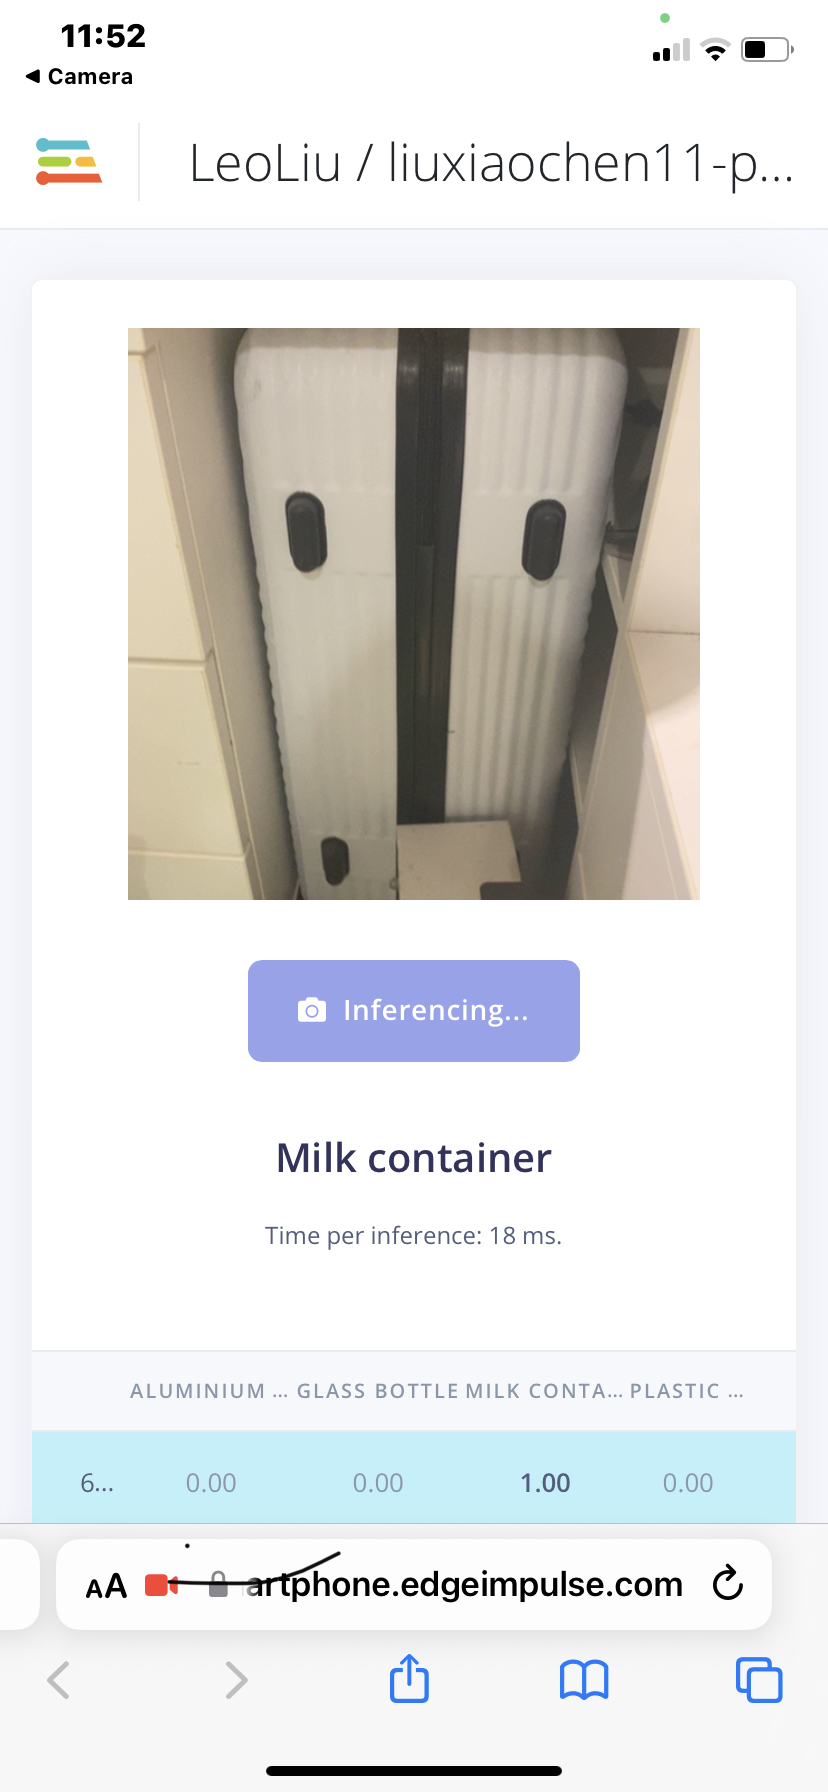 11:52
Camera
LeoLiu / liuxiaochen11-p...
Inferencing...
Milk container
Time per inference: 18 ms.
ALUMINIUM ... GLASS BOTTLE MILK CONTA... PLASTIC ...
6... 0.00 0.00 1.00 0.00
AA artphone.edgeimpulse.com